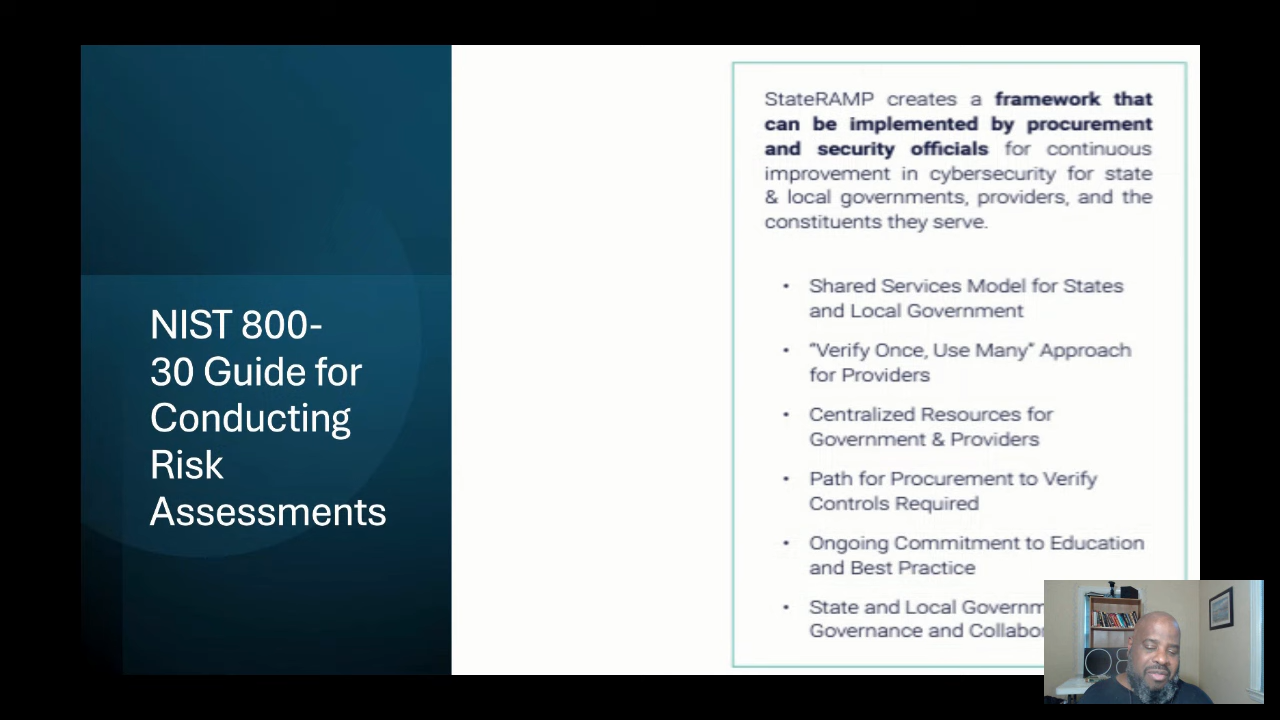 NIST 800-
30 Guide for
Conducting
Risk
Assessments
StateRAMP creates a framework that
can be implemented by procurement
and security officials for continuous
improvement in cybersecurity for state
& local governments, providers, and the
constituents they serve.
• Shared Services Model for States
and Local Government
• “Verify Once, Use Many” Approach
for Providers
• Centralized Resources for
Government & Providers
• Path for Procurement to Verify
Controls Required
• Ongoing Commitment to Education
and Best Practice
• State and Local
Governance and